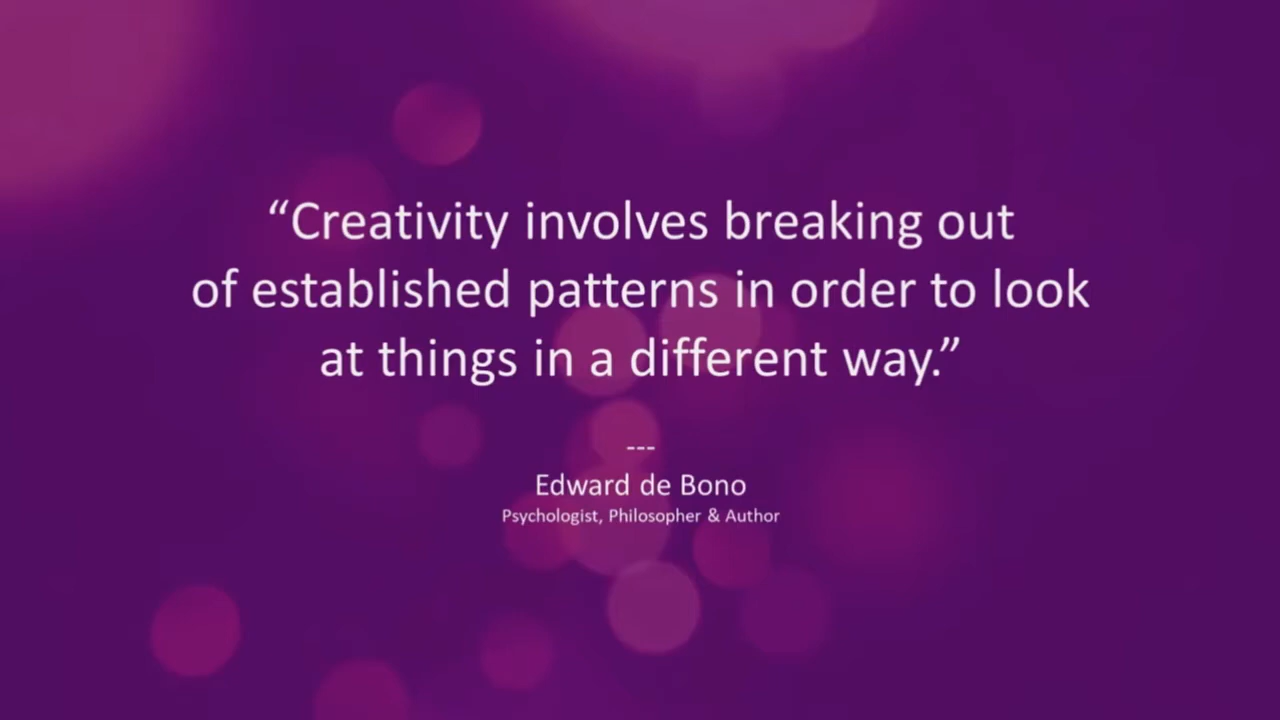 “Creativity involves breaking out
of established patterns in order to look
at things in a different way.”
---
Edward de Bono
Psychologist, Philosopher & Author